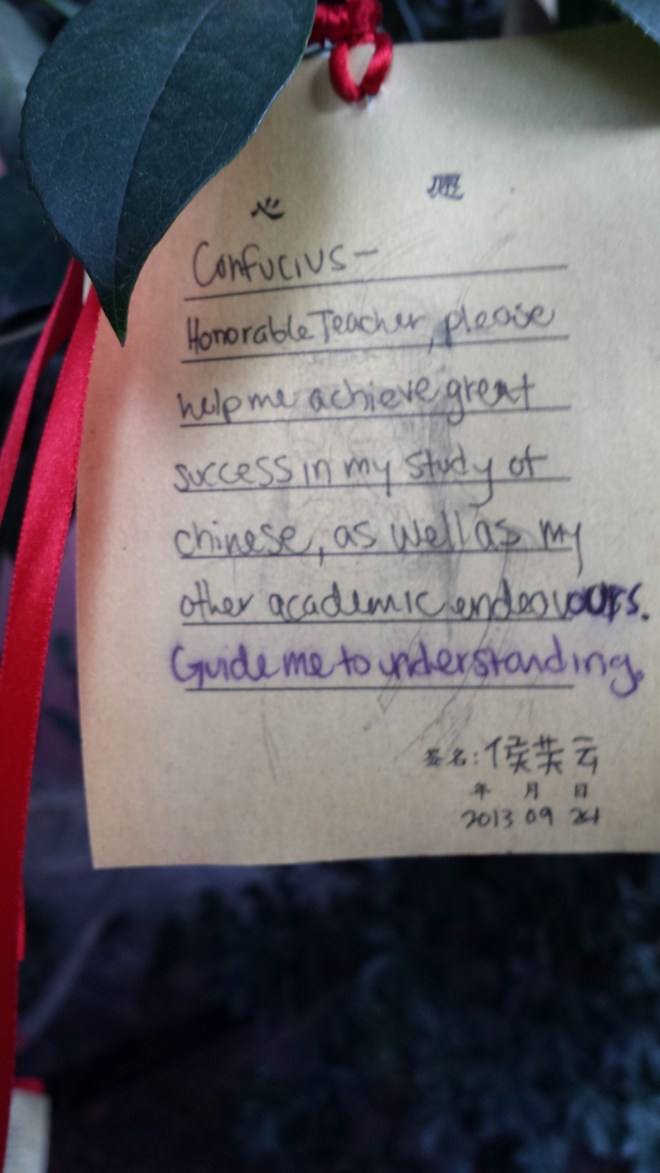 心 愿
Confucius-
Honorable Teacher, please
help me achieve great
success in my study of
chinese, as well as my
other academic endeavours.
Guide me to understanding.
签名: 侯芙云
年 月 日
2013 09 24